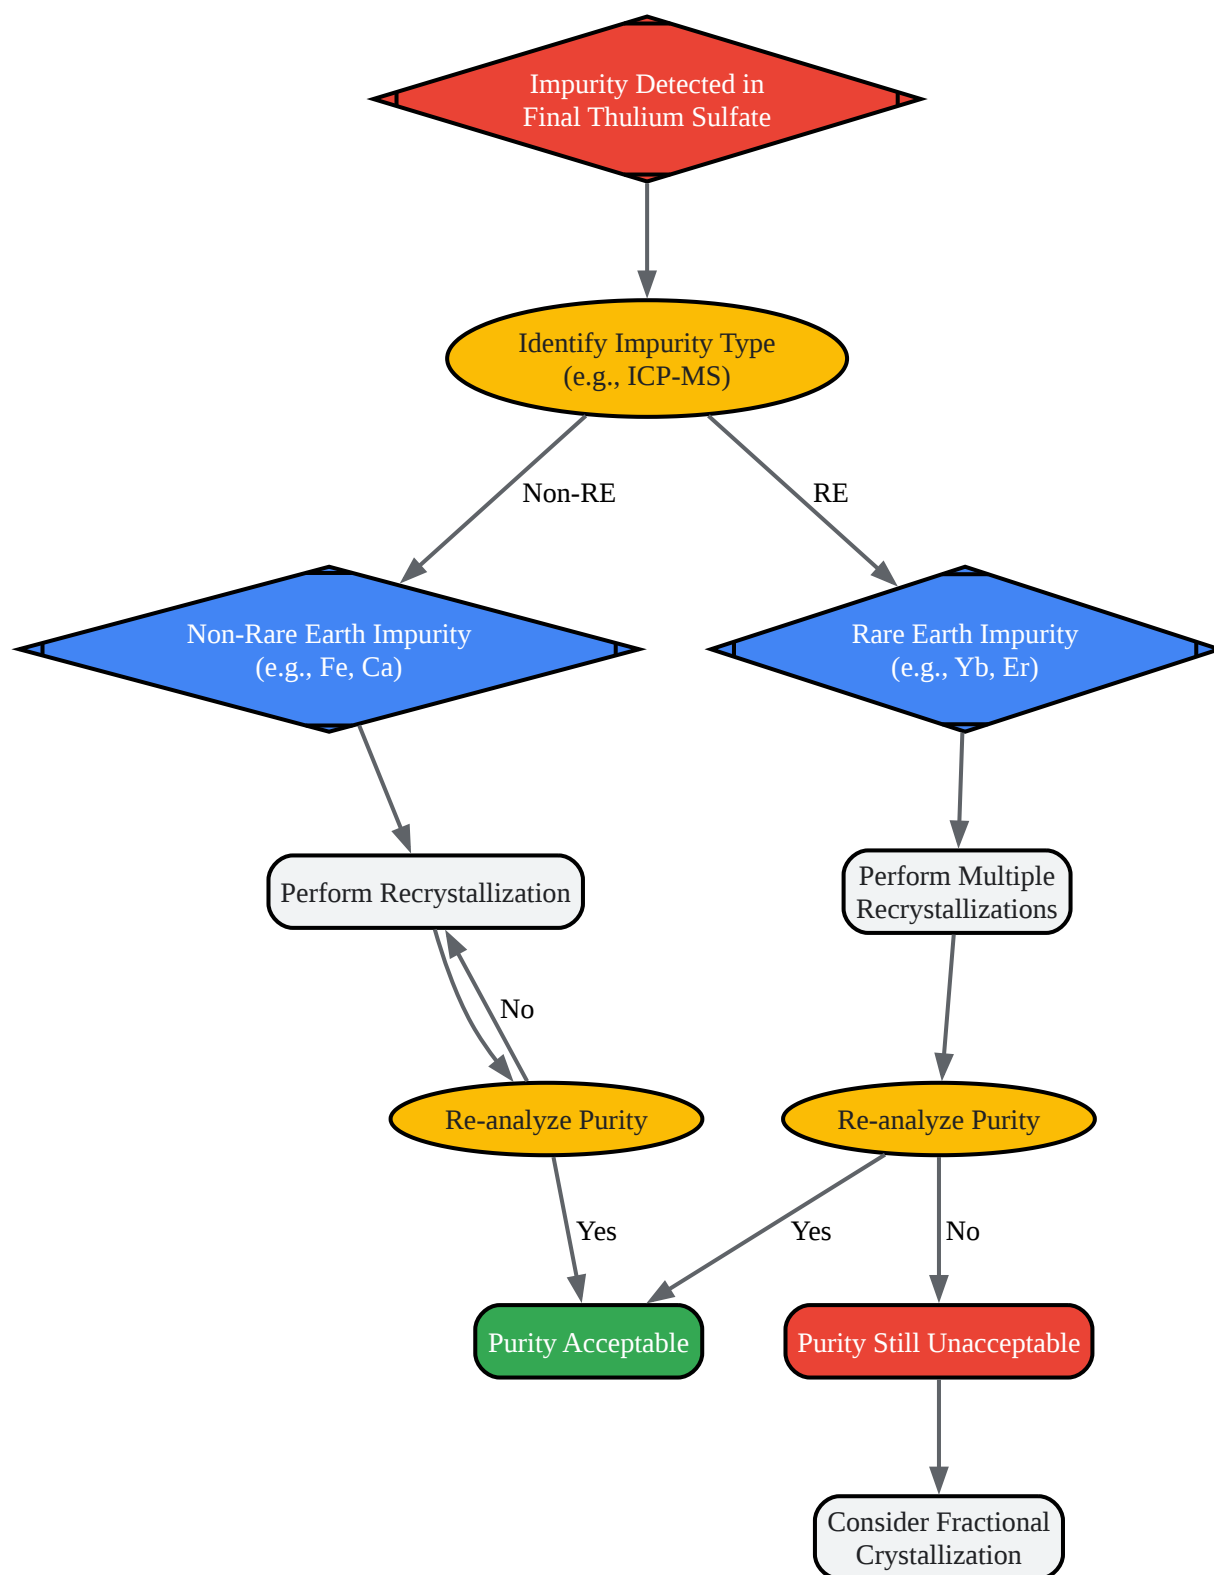 Impurity Detected in
Final Thulium Sulfate
Identify Impurity Type
(e.g., ICP-MS)
Non-RE
RE
Non-Rare Earth Impurity
(e.g., Fe, Ca)
Rare Earth Impurity
(e.g., Yb, Er)
Perform Recrystallization
Perform Multiple
Recrystallizations
No
Re-analyze Purity
Re-analyze Purity
Yes
Yes
No
Purity Acceptable
Purity Still Unacceptable
Consider Fractional
Crystallization